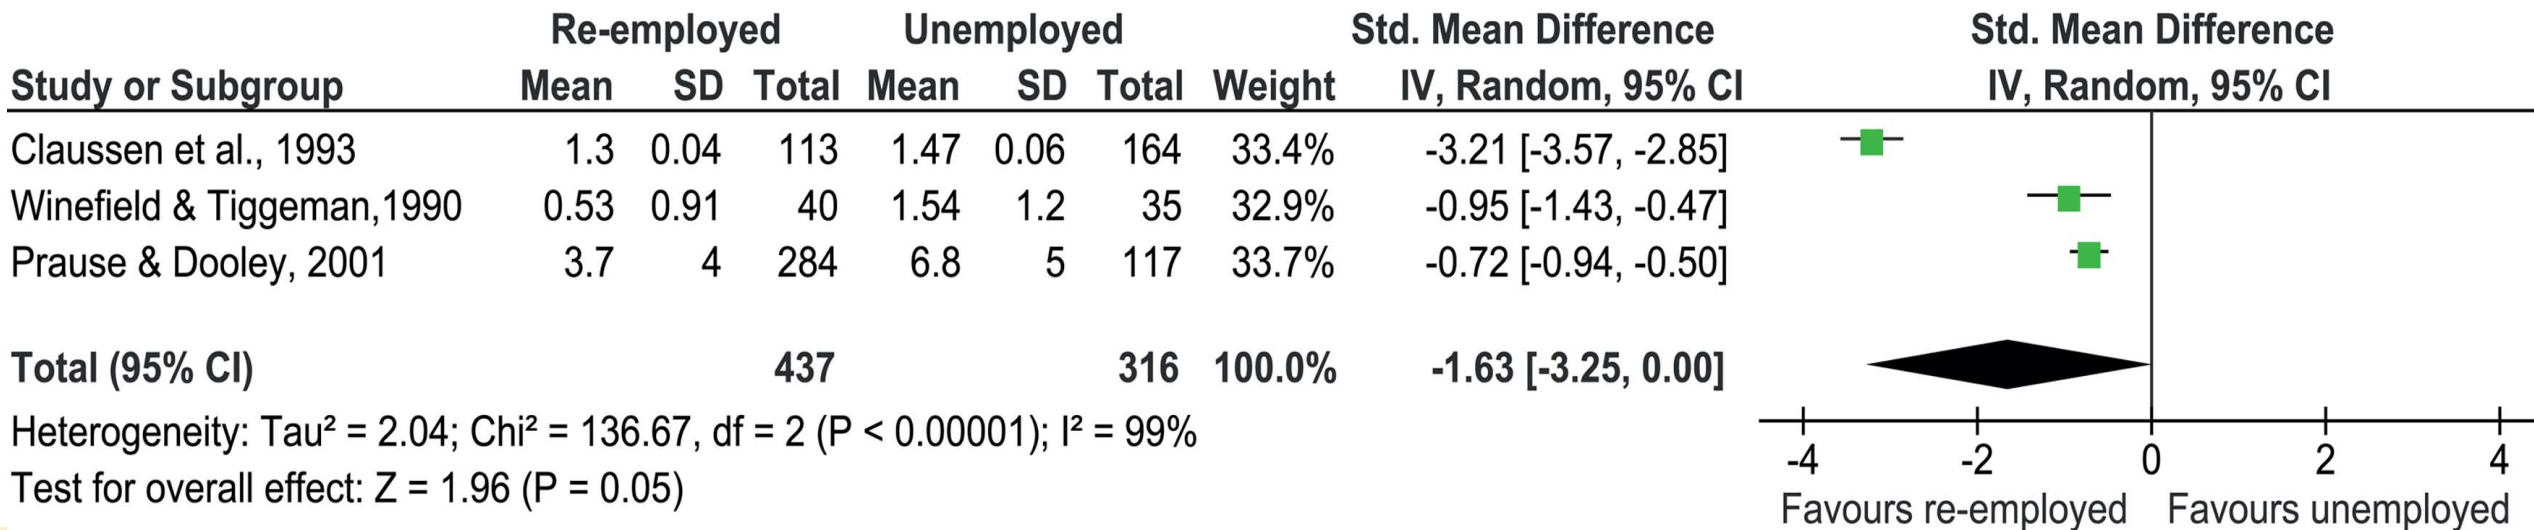 Re-employed Unemployed Std. Mean Difference Std. Mean Difference
Study or Subgroup Mean SD Total Mean SD Total Weight IV, Random, 95% CI IV, Random, 95% CI
Claussen et al., 1993 1.3 0.04 113 1.47 0.06 164 33.4% -3.21 [-3.57, -2.85]
Winefield & Tiggeman,1990 0.53 0.91 40 1.54 1.2 35 32.9% -0.95 [-1.43, -0.47]
Prause & Dooley, 2001 3.7 4 284 6.8 5 117 33.7% -0.72 [-0.94, -0.50]
Total (95% CI) 437 316 100.0% -1.63 [-3.25, 0.00]
Heterogeneity: Tau² = 2.04; Chi² = 136.67, df = 2 (P < 0.00001); I² = 99%
Test for overall effect: Z = 1.96 (P = 0.05)
-4 -2 0 2 4
Favours re-employed Favours unemployed